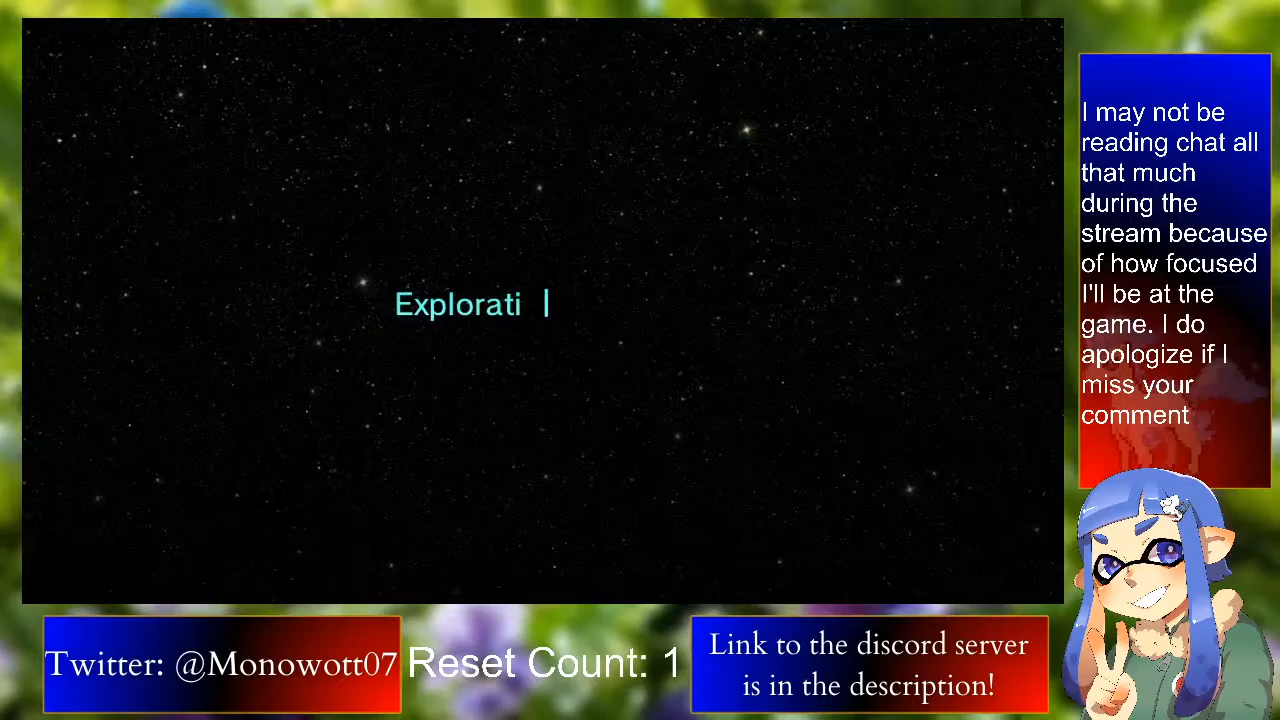 Explorati |
I may not be
reading chat all
that much
during the
stream because
of how focused
I'll be at the
game. I do
apologize if I
miss your
comment
Twitter: @Monowott07
Reset Count: 1
Link to the discord server
is in the description!